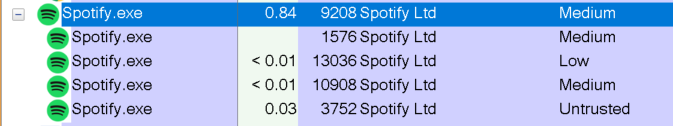 Spotify.exe 0.84 9208 Spotify Ltd Medium
Spotify.exe 1576 Spotify Ltd Medium
Spotify.exe < 0.01 13036 Spotify Ltd Low
Spotify.exe < 0.01 10908 Spotify Ltd Medium
Spotify.exe 0.03 3752 Spotify Ltd Untrusted